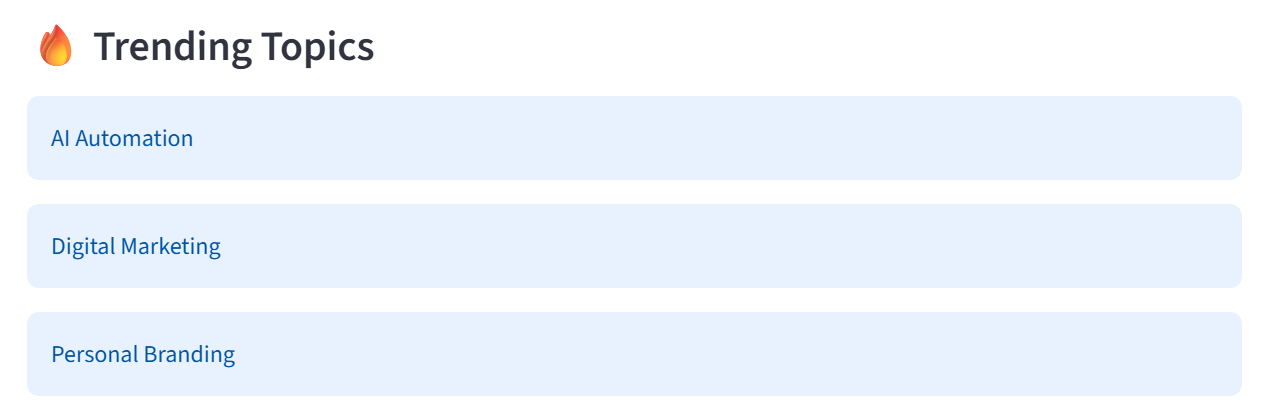 🔥 Trending Topics
AI Automation
Digital Marketing
Personal Branding